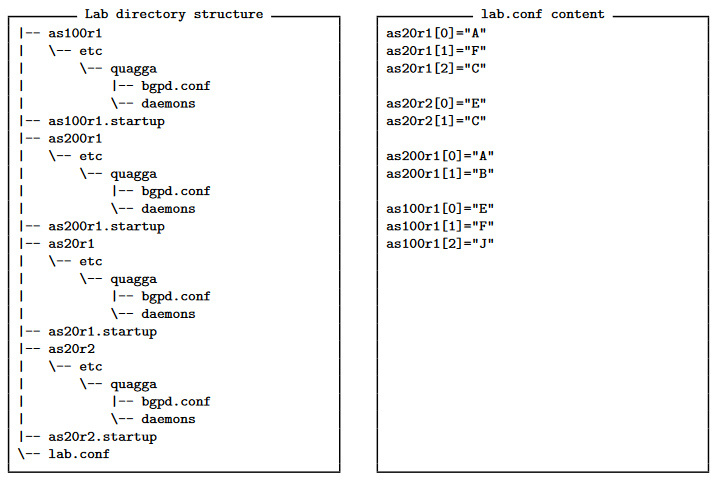 Lab directory structure
|-- as100r1
|   \-- etc
|       \-- quagga
|           |-- bgpd.conf
|           \-- daemons
|-- as100r1.startup
|-- as200r1
|   \-- etc
|       \-- quagga
|           |-- bgpd.conf
|           \-- daemons
|-- as200r1.startup
|-- as20r1
|   \-- etc
|       \-- quagga
|           |-- bgpd.conf
|           \-- daemons
|-- as20r1.startup
|-- as20r2
|   \-- etc
|       \-- quagga
|           |-- bgpd.conf
|           \-- daemons
|-- as20r2.startup
\-- lab.conf
lab.conf content
as20r1[0]="A"
as20r1[1]="F"
as20r1[2]="C"
as20r2[0]="E"
as20r2[1]="C"
as200r1[0]="A"
as200r1[1]="B"
as100r1[0]="E"
as100r1[1]="F"
as100r1[2]="J"